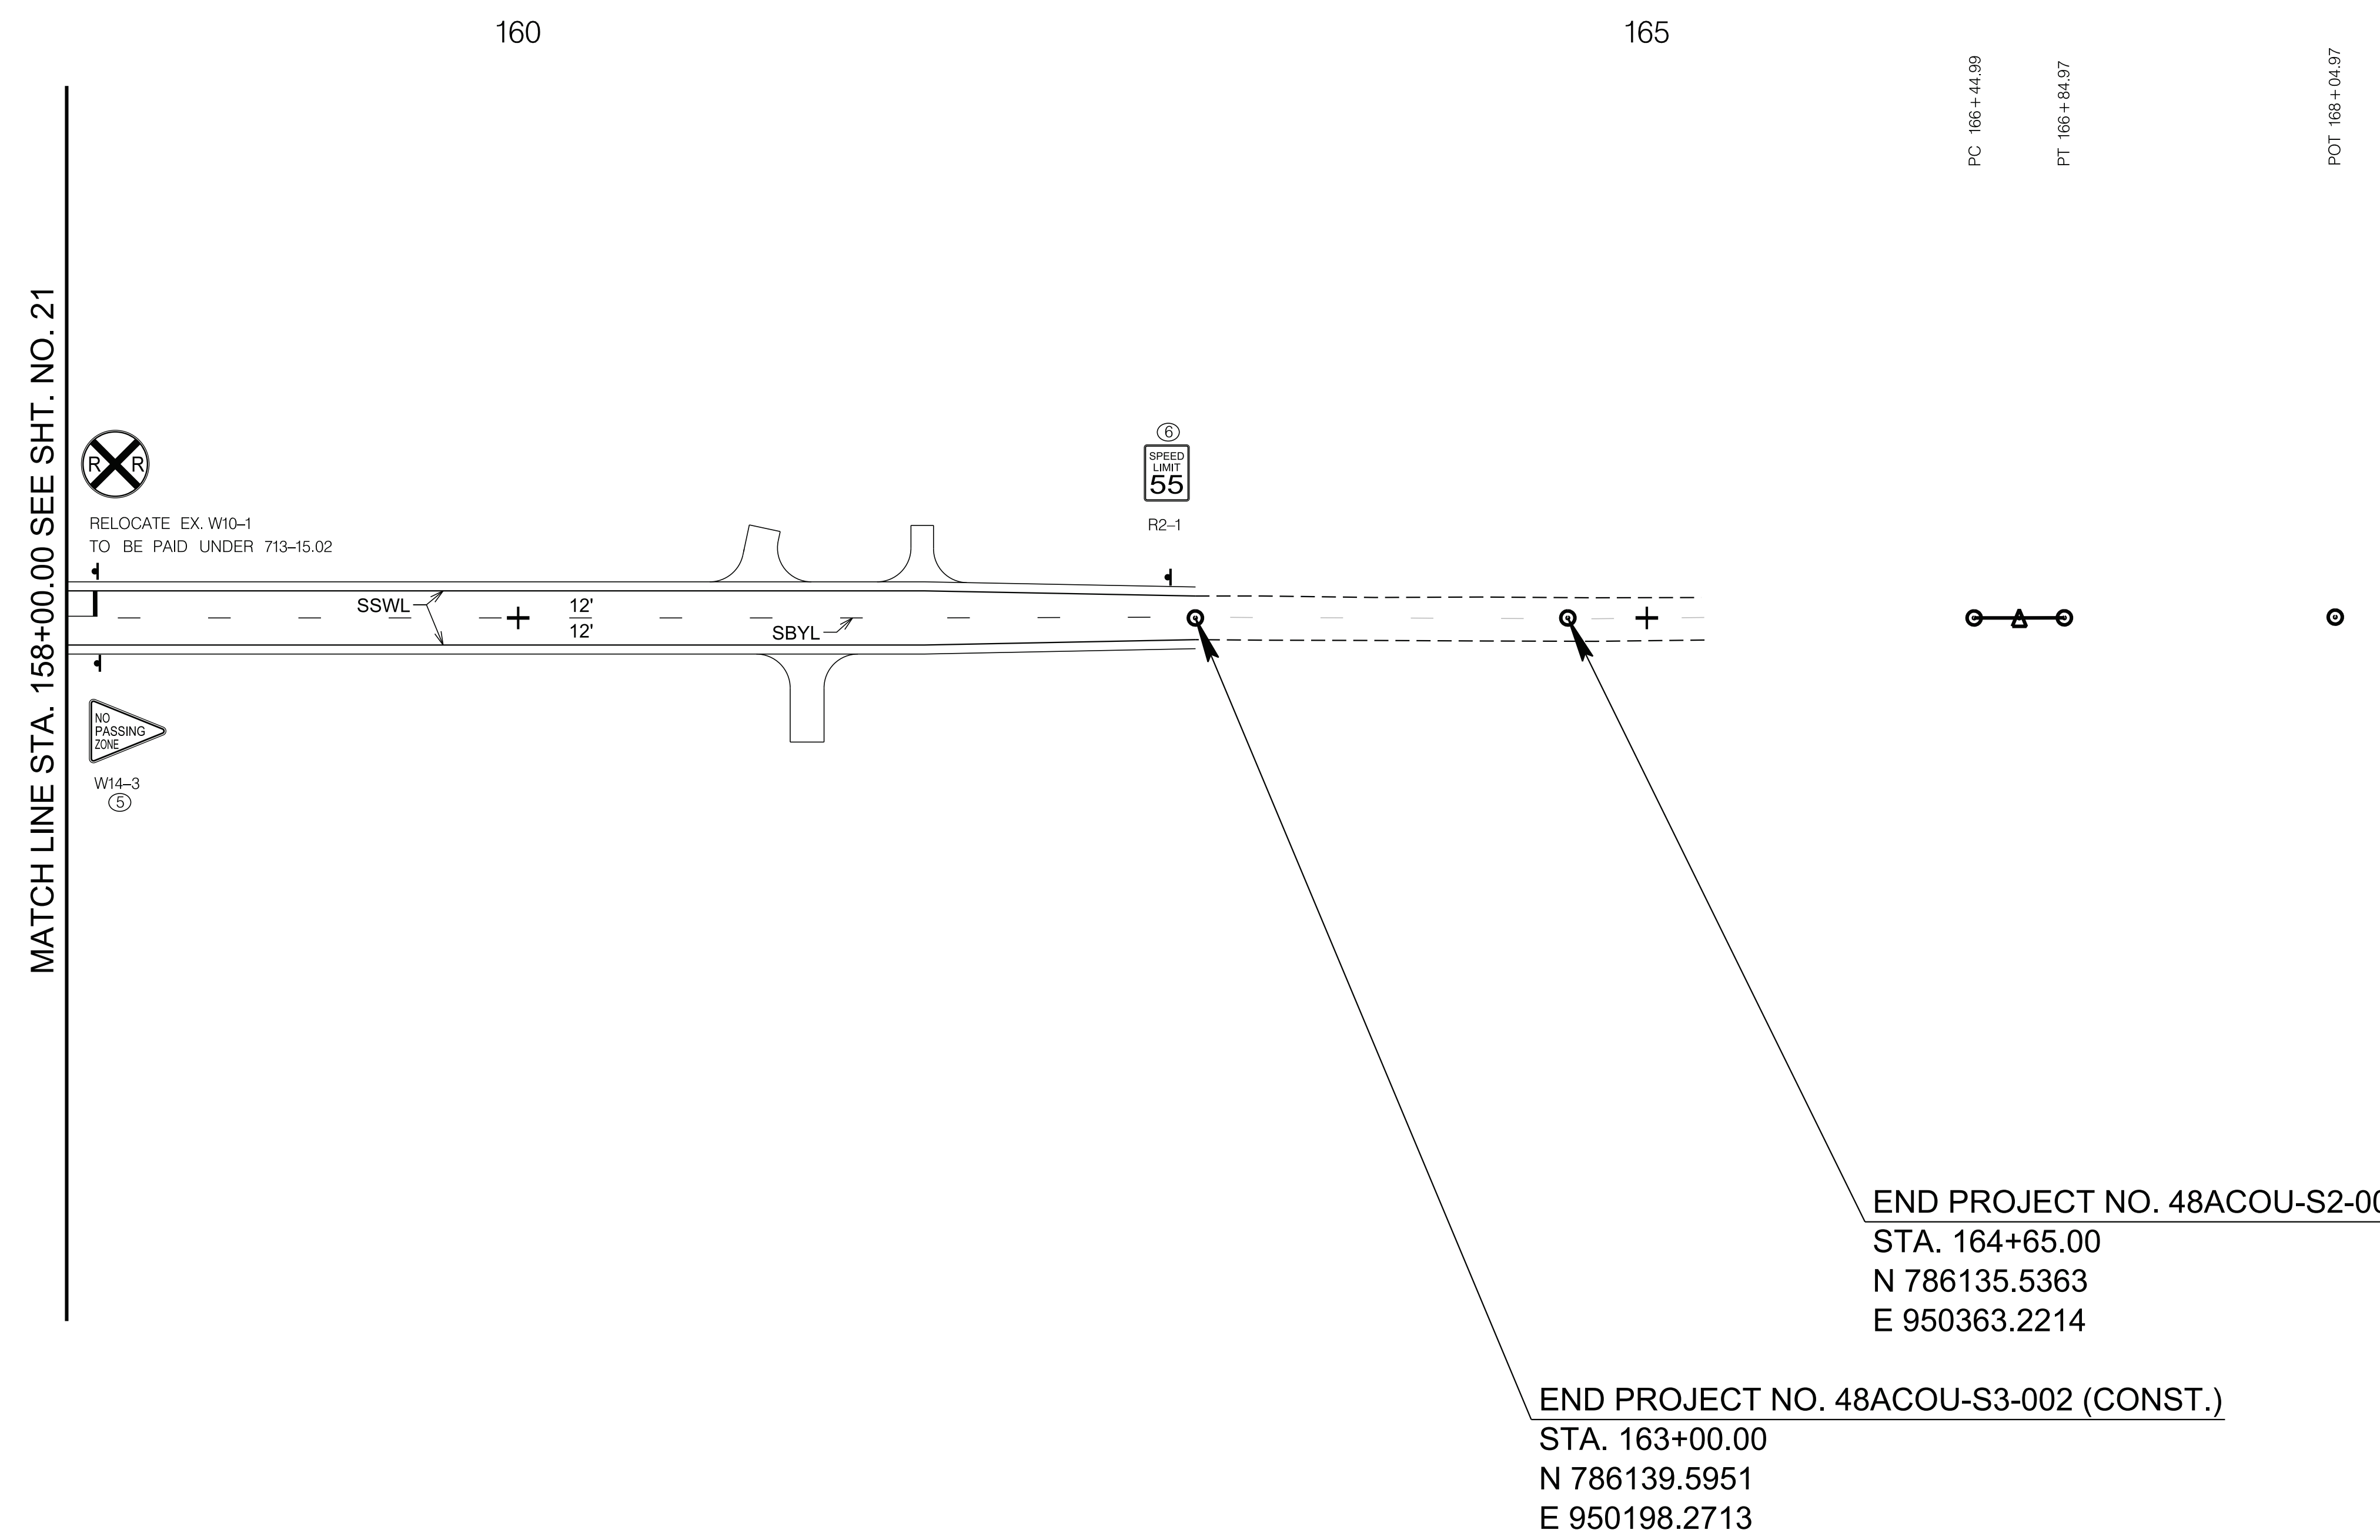 160
165
PC 166+44.99
PT 166+84.97
POT 168+04.97
MATCH LINE STA. 158+00.00 SEE SHT. NO. 21
R R
RELOCATE EX. W10-1
TO BE PAID UNDER 713-15.02
6
SPEED
LIMIT
55
R2-1
SSWL
12'
12'
SBYL
NO
PASSING
ZONE
W14-3
5
END PROJECT NO. 48ACOU-S2-00
STA. 164+65.00
N 786135.5363
E 950363.2214
END PROJECT NO. 48ACOU-S3-002 (CONST.)
STA. 163+00.00
N 786139.5951
E 950198.2713